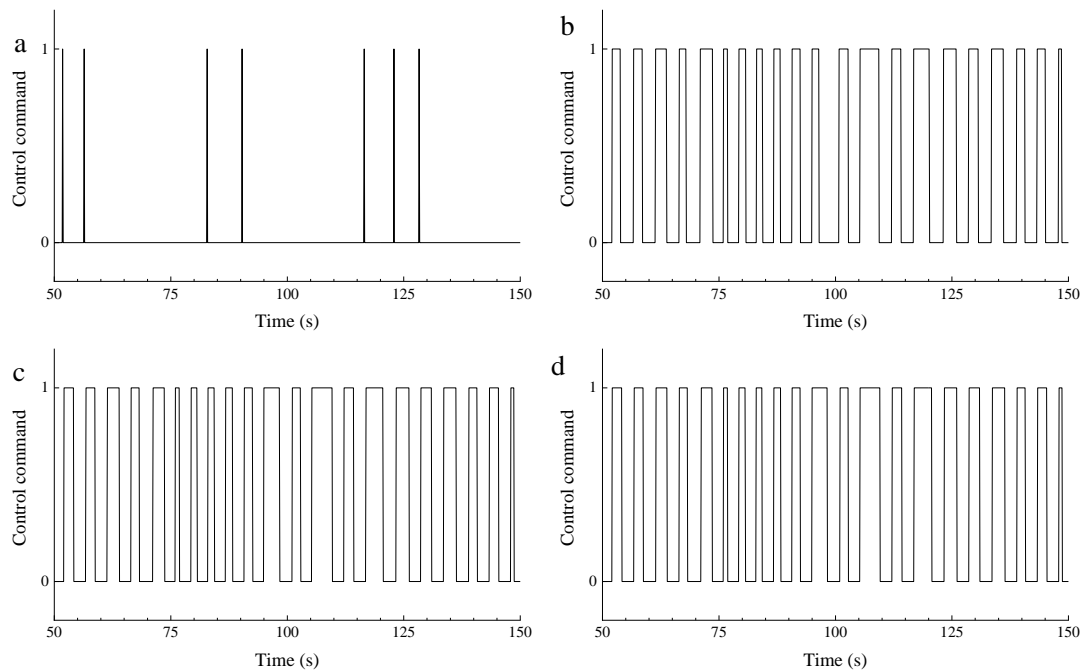 a
Control command
1
0
50 75 100 125 150
Time (s)
b
Control command
1
0
50 75 100 125 150
Time (s)
c
Control command
1
0
50 75 100 125 150
Time (s)
d
Control command
1
0
50 75 100 125 150
Time (s)